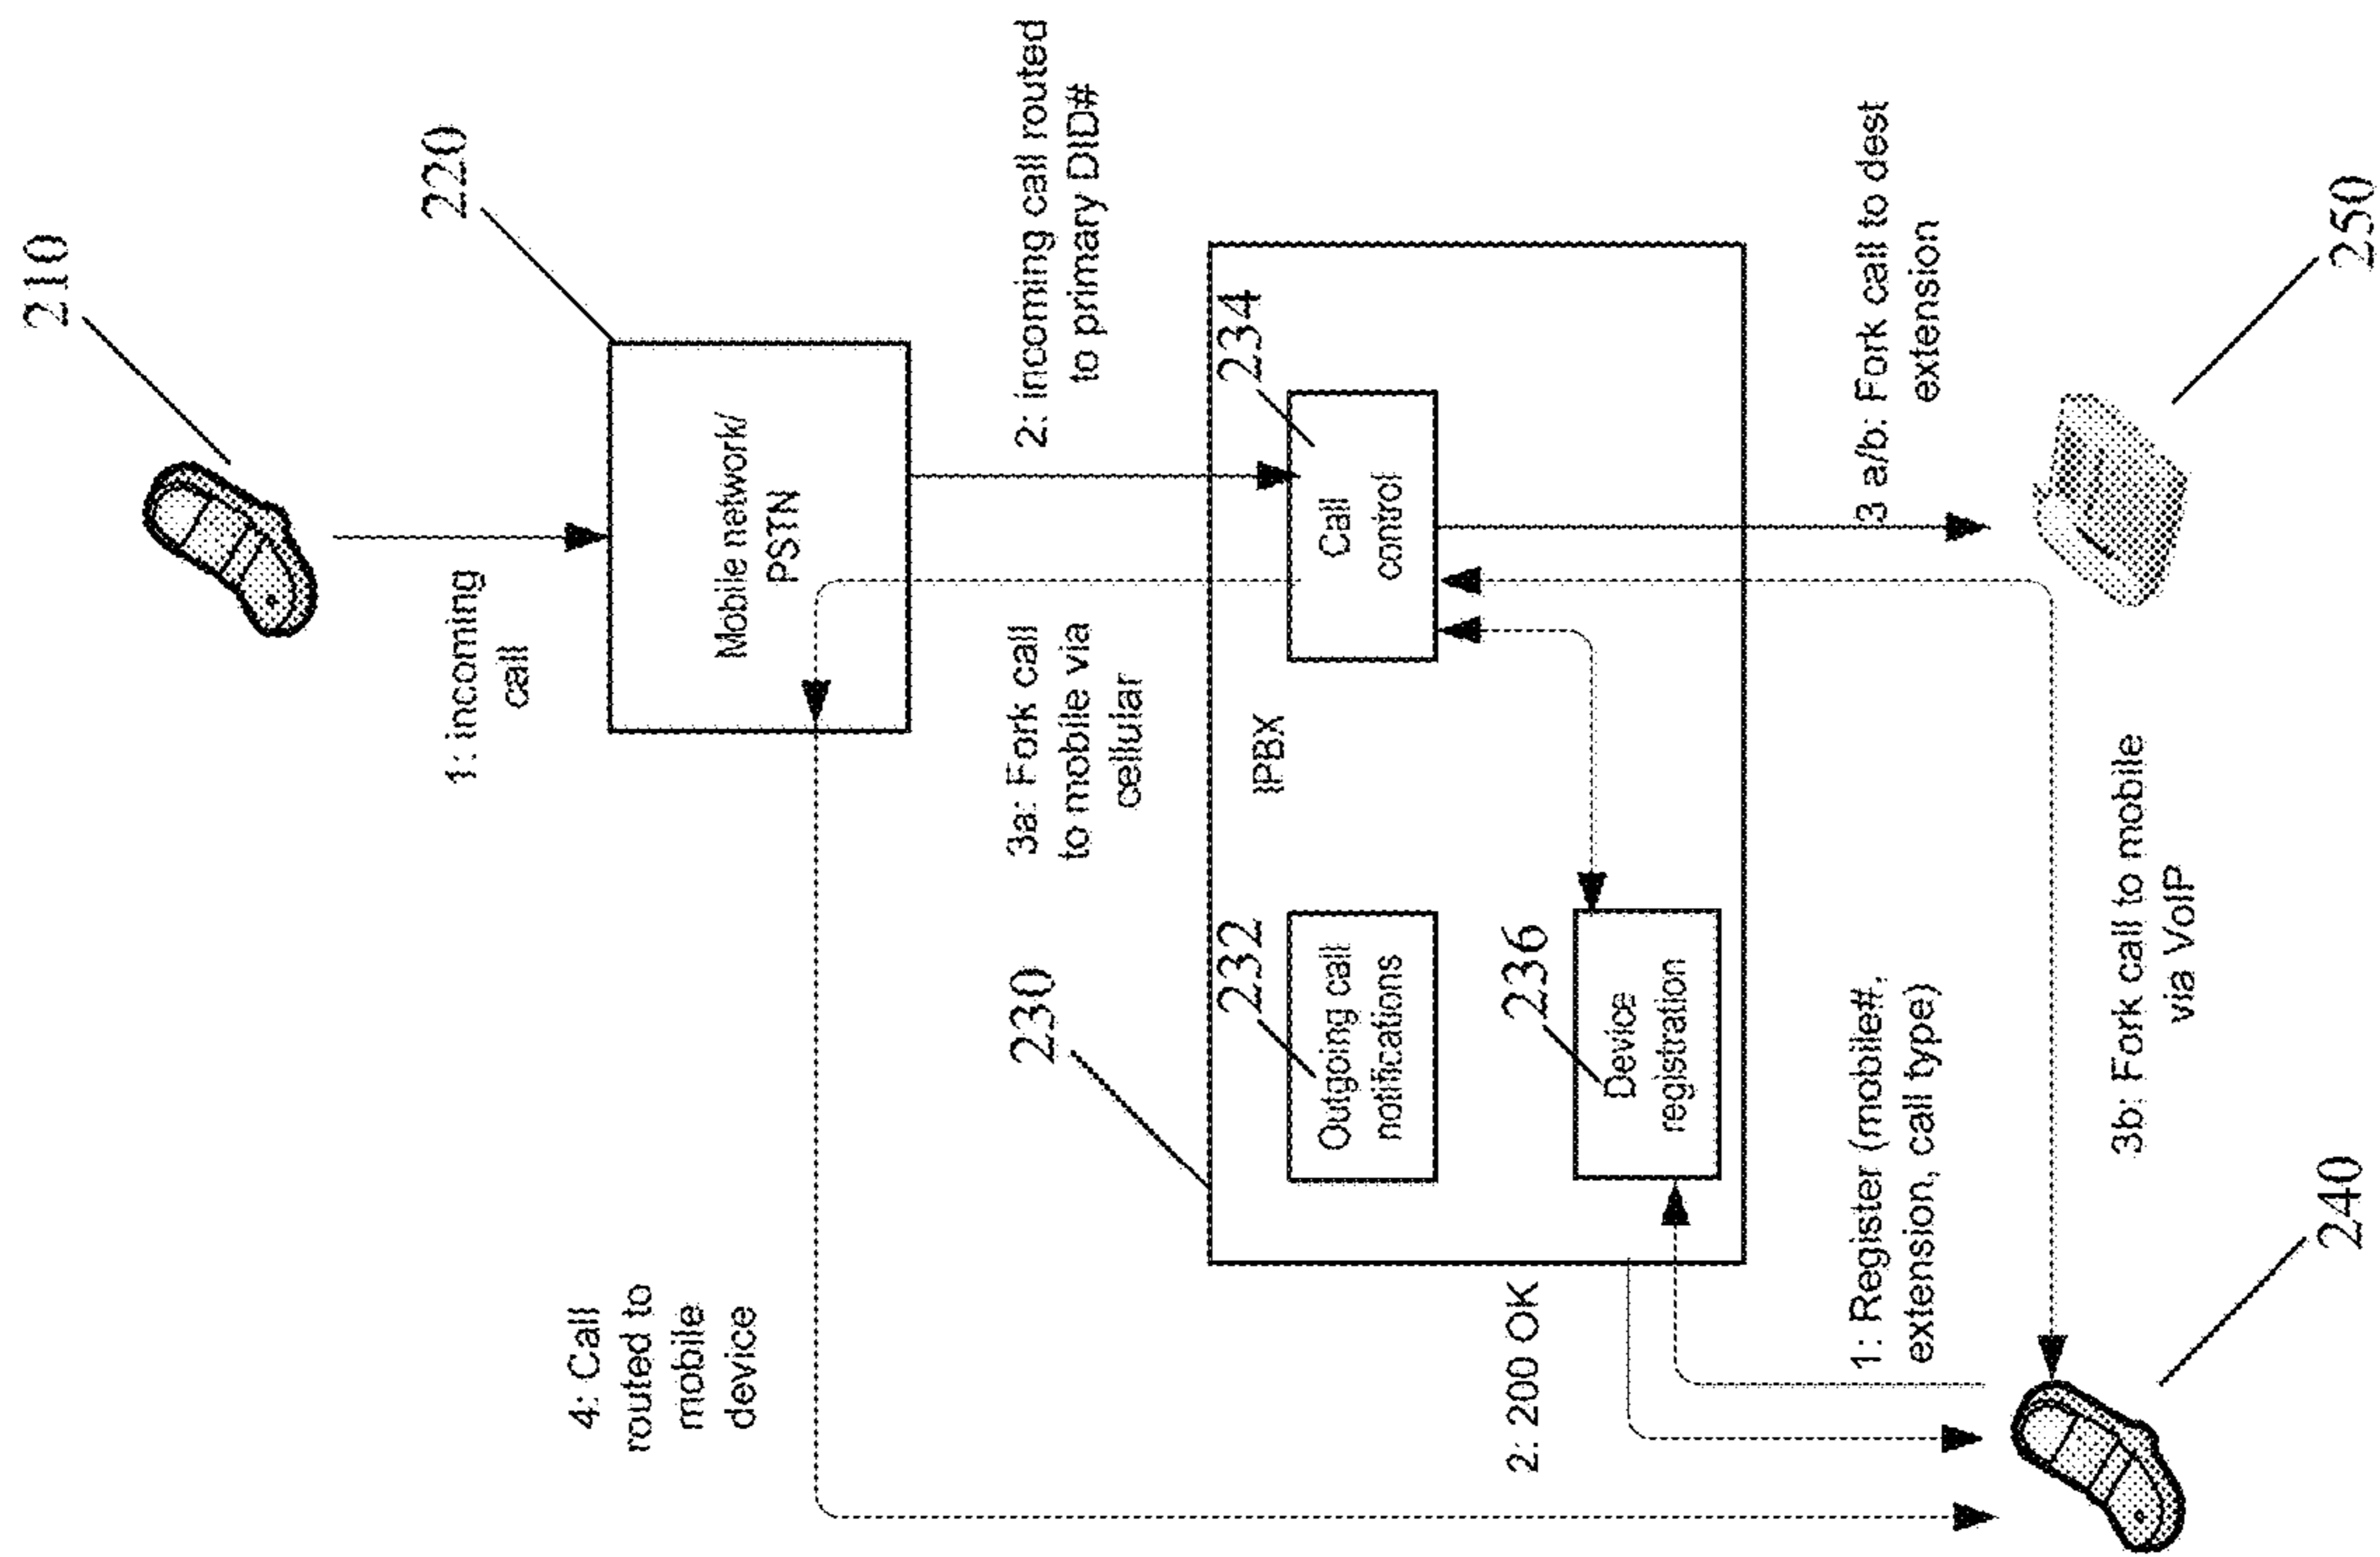 210
1: incoming
call
220
Mobile network/
PSTN
2: incoming call routed
to primary DID#
4: Call
routed to
mobile
device
3a: Fork call
to mobile via
cellular
230
IPBX
232
Outgoing call
notifications
234
Call
control
236
Device
registration
2: 200 OK
1: Register (mobile#,
extension, call type)
3 a/b: Fork call to dest
extension
3b: Fork call to mobile
via VoIP
240
250